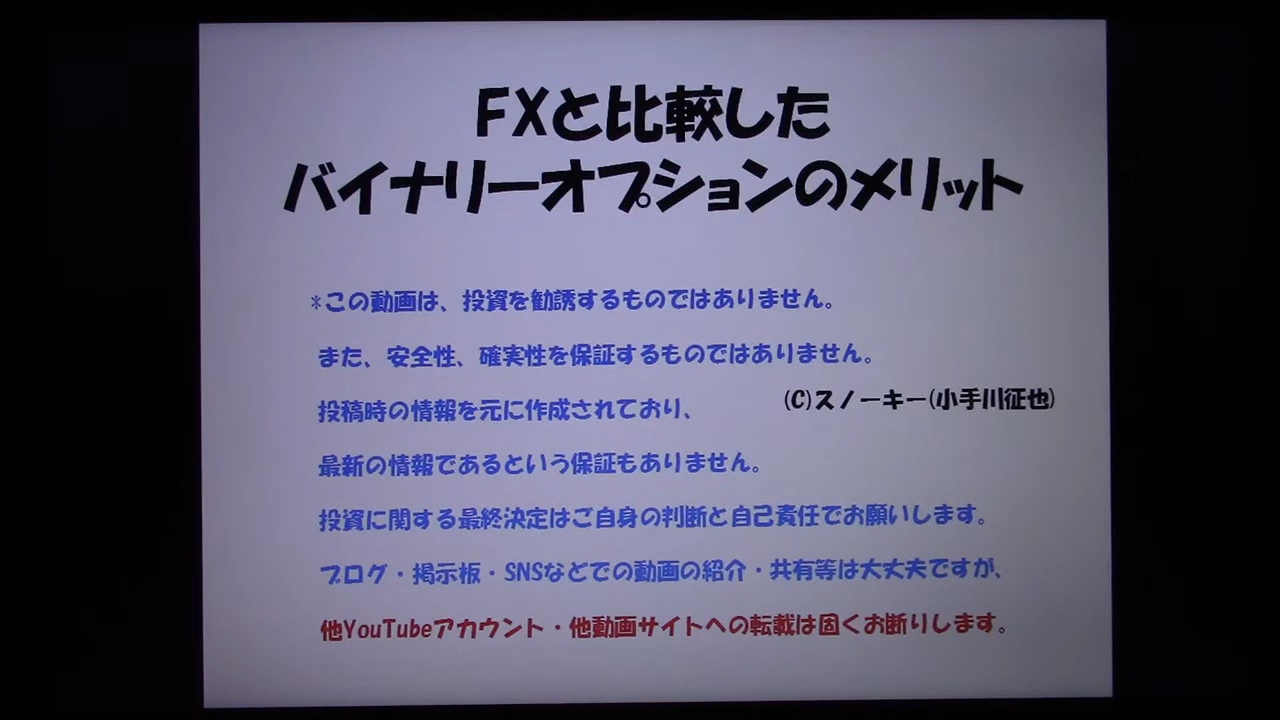 FXと比較した
バイナリーオプションのメリット
*この動画は、投資を勧誘するものではありません。
また、安全性、確実性を保証するものではありません。
(C)スノーキー(小手川征也)
投稿時の情報を元に作成されており、
最新の情報であるという保証もありません。
投資に関する最終決定はご自身の判断と自己責任でお願いします。
ブログ・掲示板・SNSなどでの動画の紹介・共有等は大丈夫ですが、
他YouTubeアカウント・他動画サイトへの転載は固くお断りします。